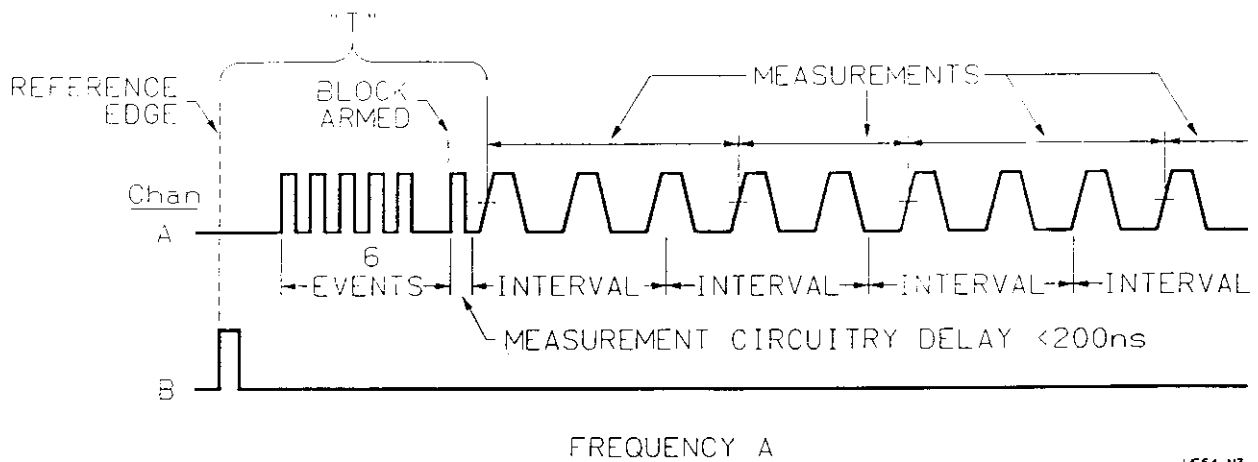 "T"
REFERENCE
EDGE
BLOCK
ARMED
MEASUREMENTS
Chan
A
6
EVENTS
INTERVAL
INTERVAL
INTERVAL
INTERVAL
MEASUREMENT CIRCUITRY DELAY <200ns
B
FREQUENCY A